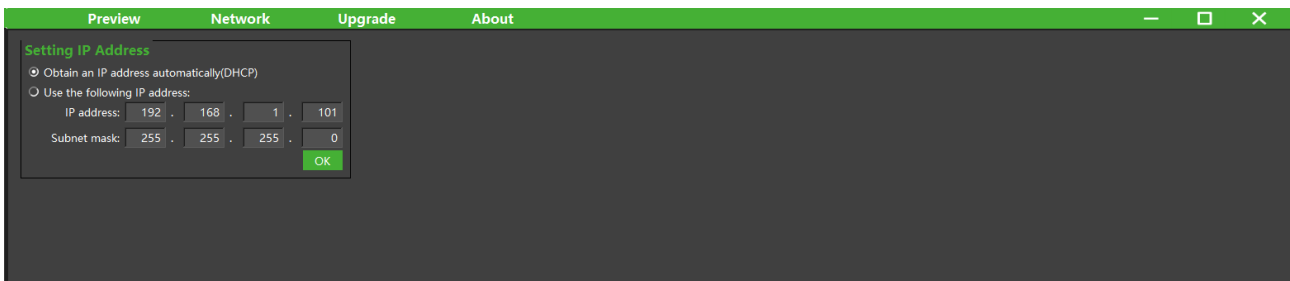 Preview Network Upgrade About
Setting IP Address
Obtain an IP address automatically(DHCP)
Use the following IP address:
IP address: 192 . 168 . 1 . 101
Subnet mask: 255 . 255 . 255 . 0
OK